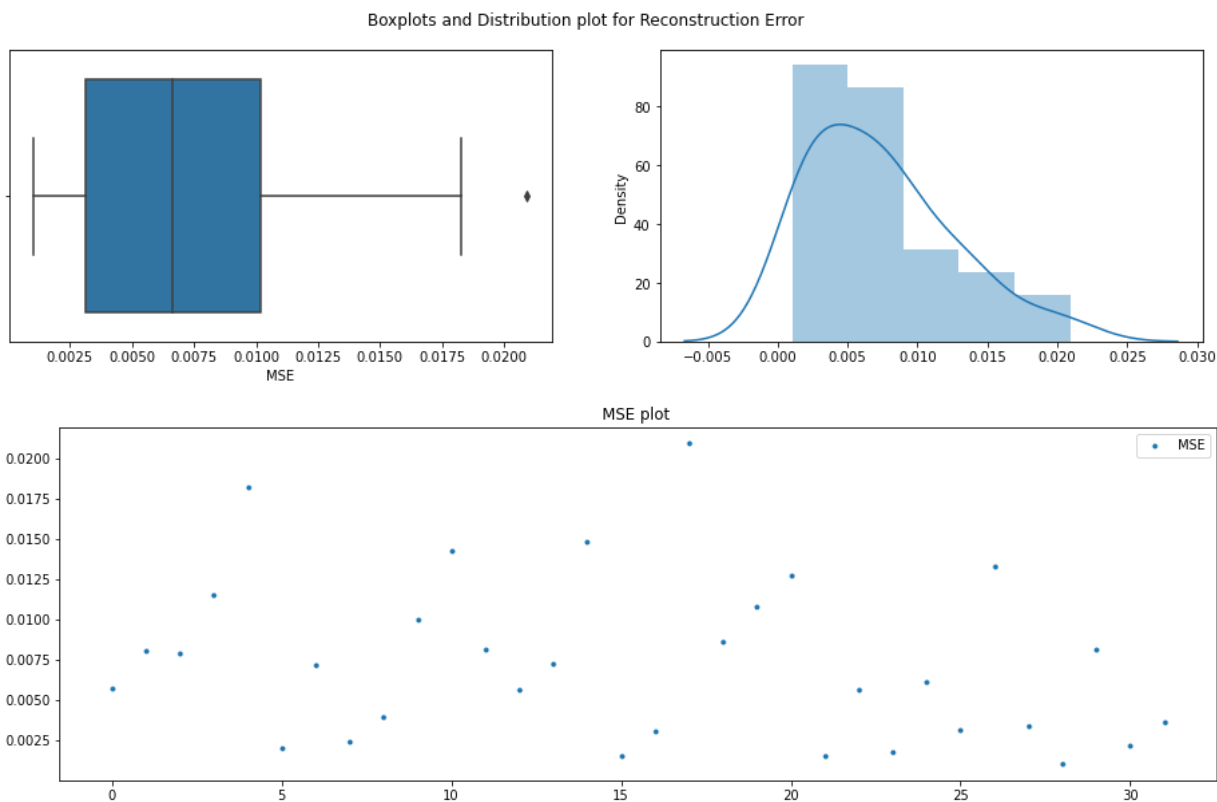 Boxplots and Distribution plot for Reconstruction Error
0.0025 0.0050 0.0075 0.0100 0.0125 0.0150 0.0175 0.0200
MSE
80
60
40
20
0
Density
−0.005 0.000 0.005 0.010 0.015 0.020 0.025 0.030
MSE plot
MSE
0.0200
0.0175
0.0150
0.0125
0.0100
0.0075
0.0050
0.0025
0 5 10 15 20 25 30